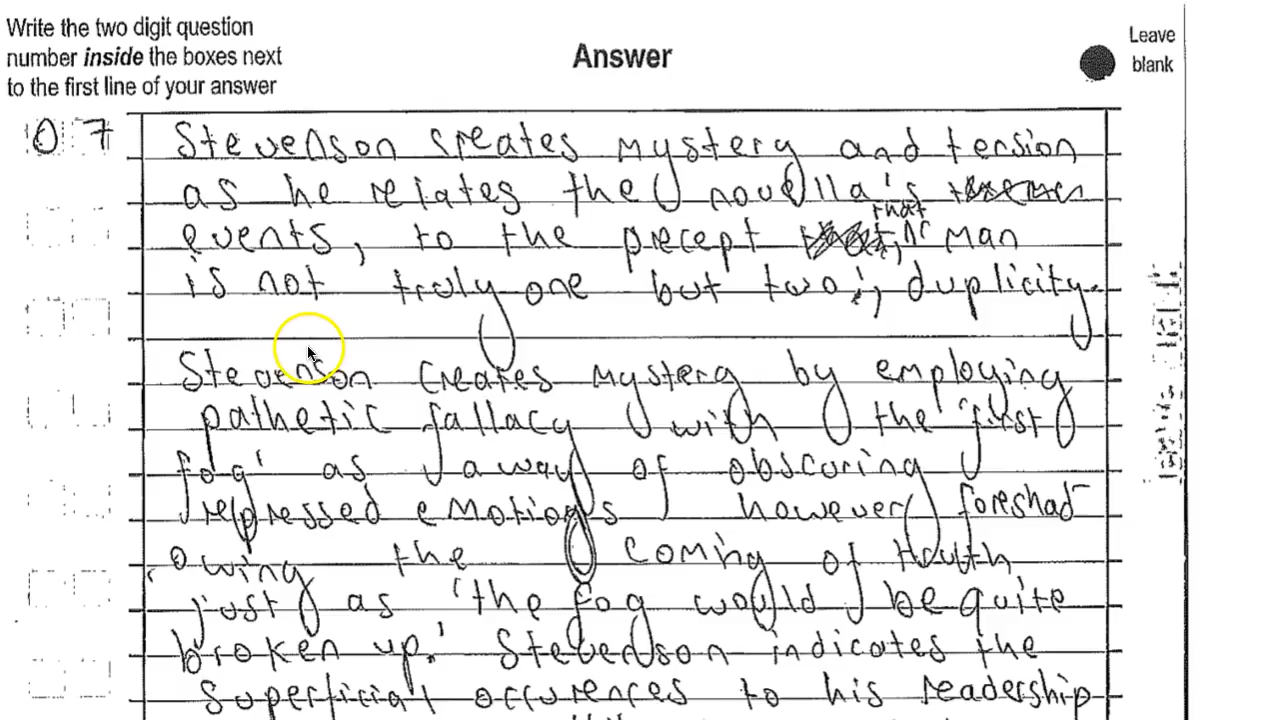 Write the two digit question
number inside the boxes next
to the first line of your answer
Answer
Leave
blank
07
Stevenson creates mystery and tension
as he relates the novella's
events, to the precept that, 'Man
is not truly one but two', duplicity.
Stevenson creates mystery by employing
pathetic fallacy with the 'first
fog' as a way of obscuring
repressed emotions however foreshad-
owing the coming of truth
just as 'the fog would be quite
broken up.' Stevenson indicates the
superficial occurences to his readership